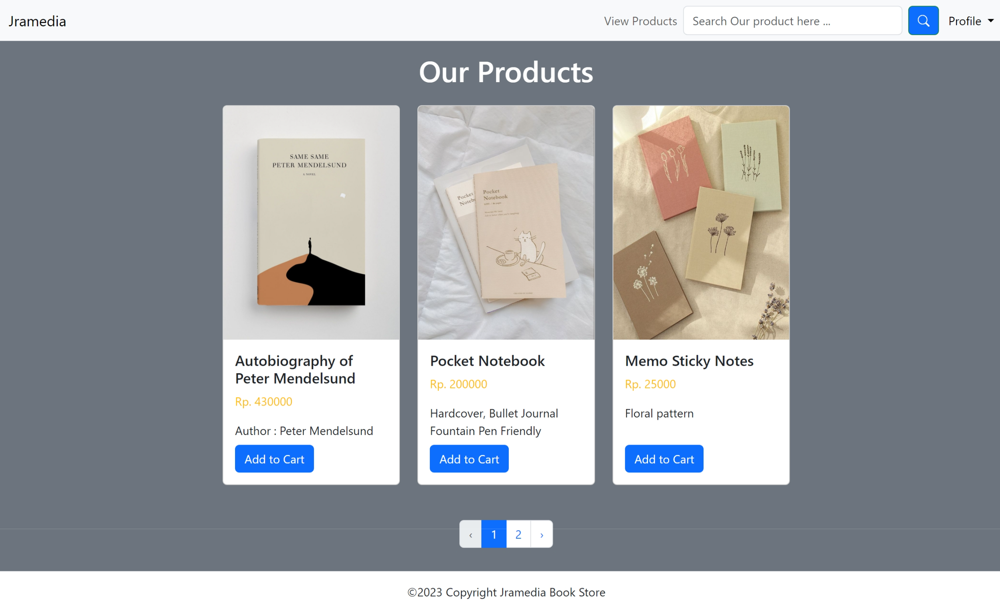 Jramedia
View Products
Search Our product here ...
Profile
Our Products
SAME SAME
PETER MENDELSUND
A NOVEL
Pocket
Notebook
Pocket
Notebook
Autobiography of
Peter Mendelsund
Rp. 430000
Author : Peter Mendelsund
Add to Cart
Pocket Notebook
Rp. 200000
Hardcover, Bullet Journal
Fountain Pen Friendly
Add to Cart
Memo Sticky Notes
Rp. 25000
Floral pattern
Add to Cart
‹ 1 2 ›
©2023 Copyright Jramedia Book Store